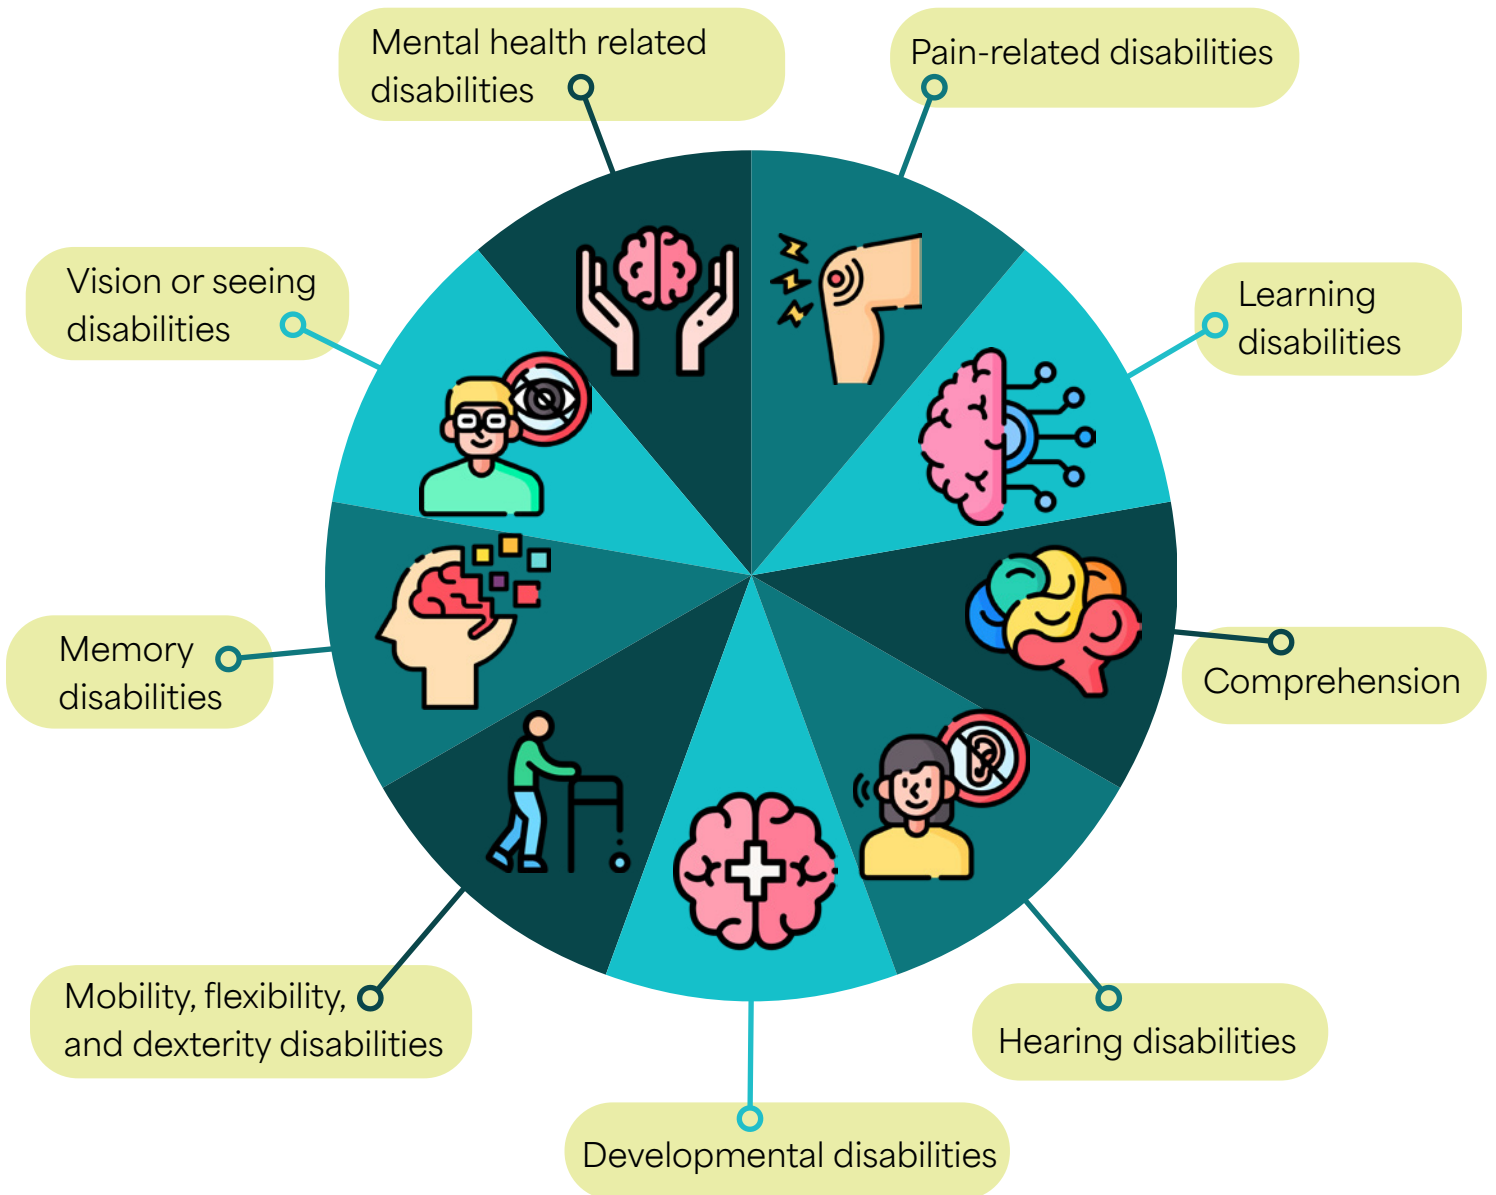 Mental health related
disabilities
Pain-related disabilities
Vision or seeing
disabilities
Learning
disabilities
Memory
disabilities
Comprehension
Mobility, flexibility,
and dexterity disabilities
Hearing disabilities
Developmental disabilities